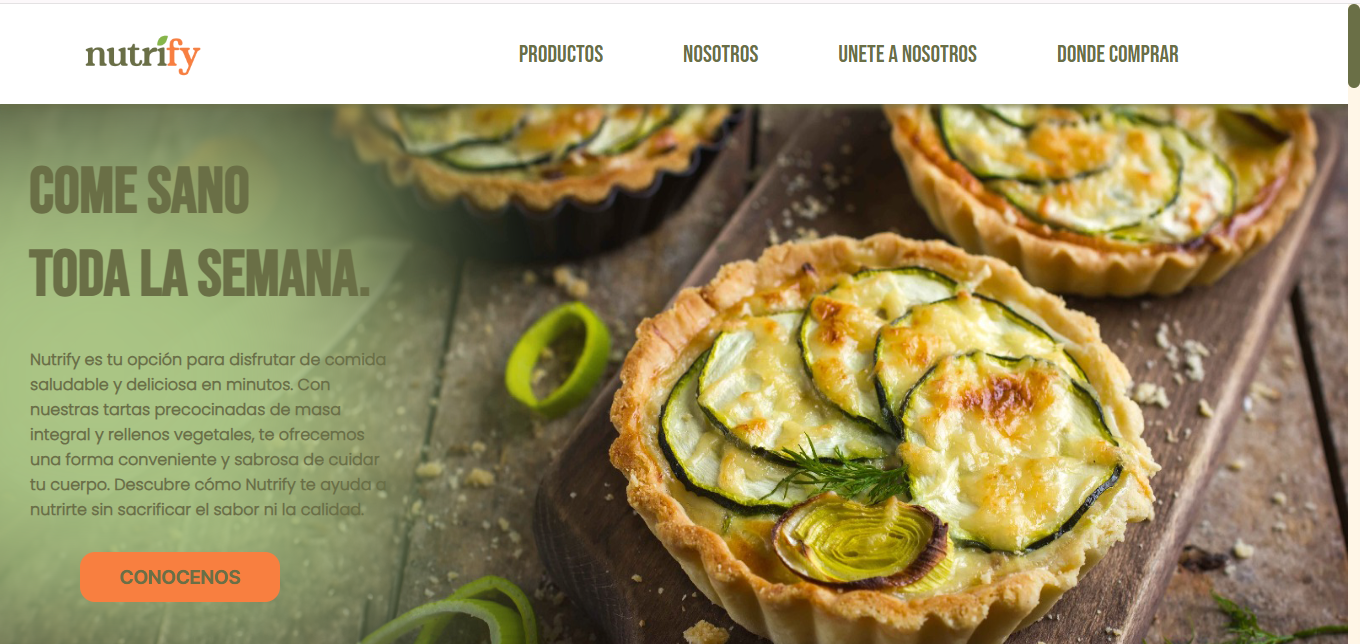 nutrify
PRODUCTOS NOSOTROS UNETE A NOSOTROS DONDE COMPRAR
COME SANO
TODA LA SEMANA.
Nutrify es tu opción para disfrutar de comida
saludable y deliciosa en minutos. Con
nuestras tartas precocinadas de masa
integral y rellenos vegetales, te ofrecemos
una forma conveniente y sabrosa de cuidar
tu cuerpo. Descubre cómo Nutrify te ayuda a
nutrirte sin sacrificar el sabor ni la calidad.
CONOCENOS